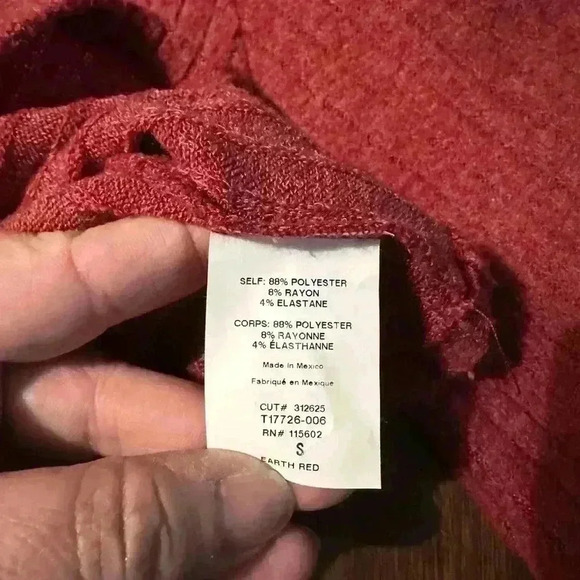 SELF: 88% POLYESTER
8% RAYON
4% ELASTANE
CORPS: 88% POLYESTER
8% RAYONNE
4% ÉLASTHANNE
Made in Mexico
Fabriqué en Mexique
CUT# 312625
T17726-006
RN# 115602
S
EARTH RED